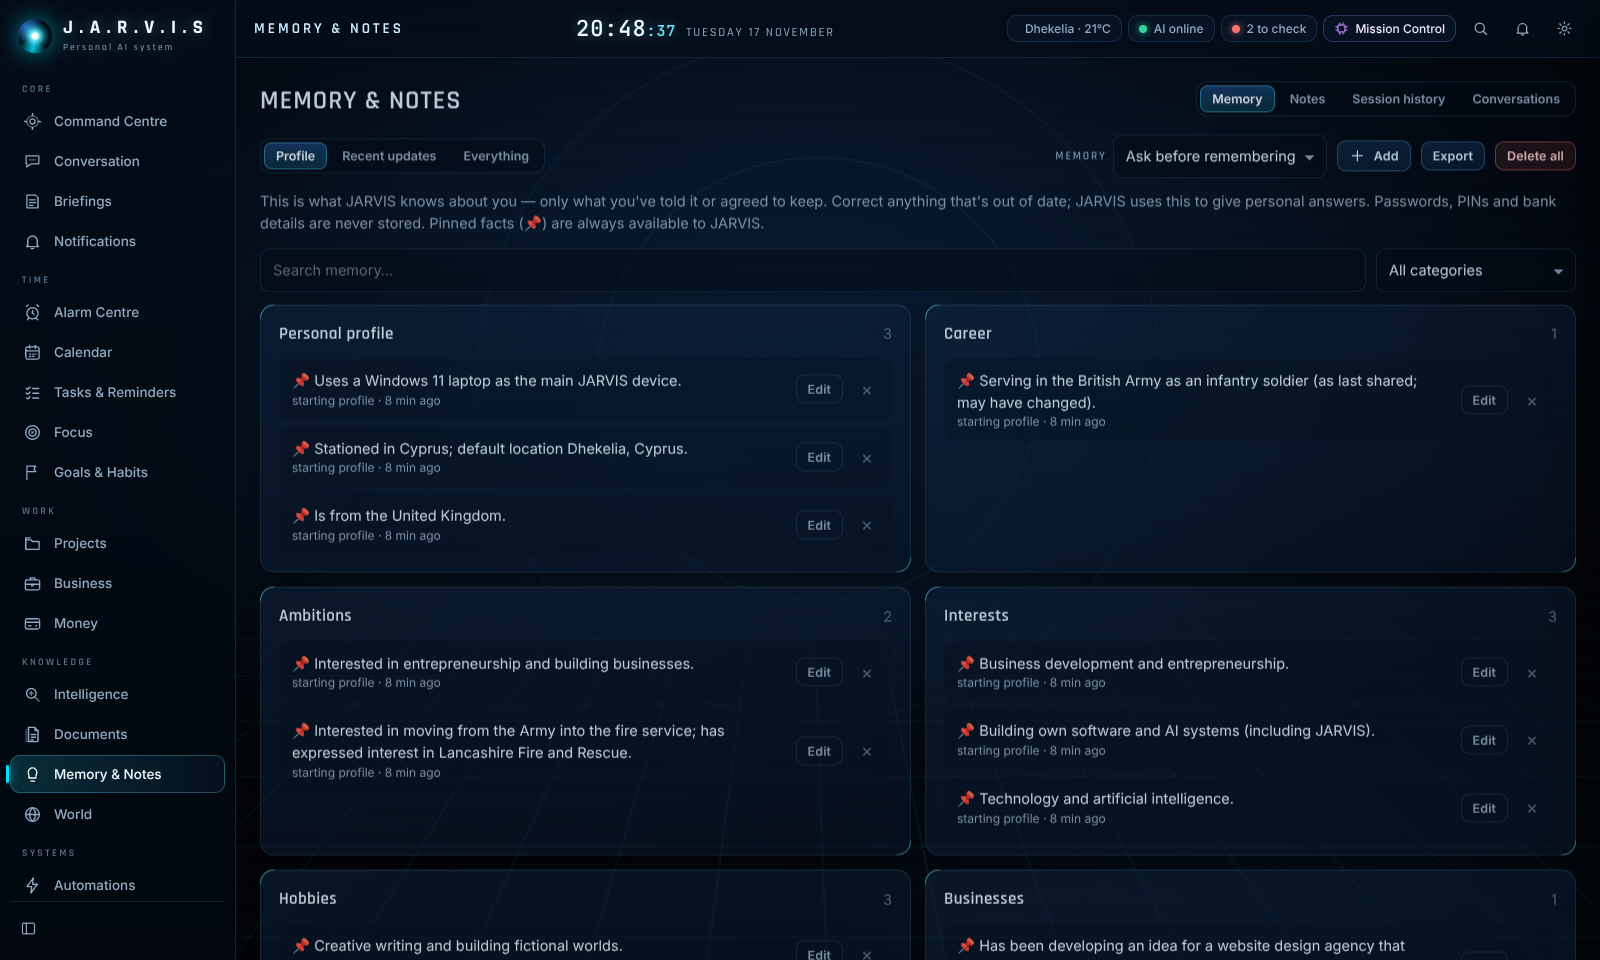 J.A.R.V.I.S
Personal AI system
MEMORY & NOTES
20:48:37 TUESDAY 17 NOVEMBER
Dhekelia · 21°C
AI online
2 to check
Mission Control
CORE
Command Centre
Conversation
Briefings
Notifications
TIME
Alarm Centre
Calendar
Tasks & Reminders
Focus
Goals & Habits
WORK
Projects
Business
Money
KNOWLEDGE
Intelligence
Documents
Memory & Notes
World
SYSTEMS
Automations
MEMORY & NOTES
Memory Notes Session history Conversations
Profile Recent updates Everything
MEMORY Ask before remembering + Add Export Delete all
This is what JARVIS knows about you — only what you've told it or agreed to keep. Correct anything that's out of date; JARVIS uses this to give personal answers. Passwords, PINs and bank
details are never stored. Pinned facts (📌) are always available to JARVIS.
Search memory...
All categories
Personal profile 3
📌 Uses a Windows 11 laptop as the main JARVIS device.
starting profile · 8 min ago
Edit ×
📌 Stationed in Cyprus; default location Dhekelia, Cyprus.
starting profile · 8 min ago
Edit ×
📌 Is from the United Kingdom.
starting profile · 8 min ago
Edit ×
Career 1
📌 Serving in the British Army as an infantry soldier (as last shared;
may have changed).
starting profile · 8 min ago
Edit ×
Ambitions 2
📌 Interested in entrepreneurship and building businesses.
starting profile · 8 min ago
Edit ×
📌 Interested in moving from the Army into the fire service; has
expressed interest in Lancashire Fire and Rescue.
starting profile · 8 min ago
Edit ×
Interests 3
📌 Business development and entrepreneurship.
starting profile · 8 min ago
Edit ×
📌 Building own software and AI systems (including JARVIS).
starting profile · 8 min ago
Edit ×
📌 Technology and artificial intelligence.
starting profile · 8 min ago
Edit ×
Hobbies 3
📌 Creative writing and building fictional worlds.
Edit
Businesses 1
📌 Has been developing an idea for a website design agency that